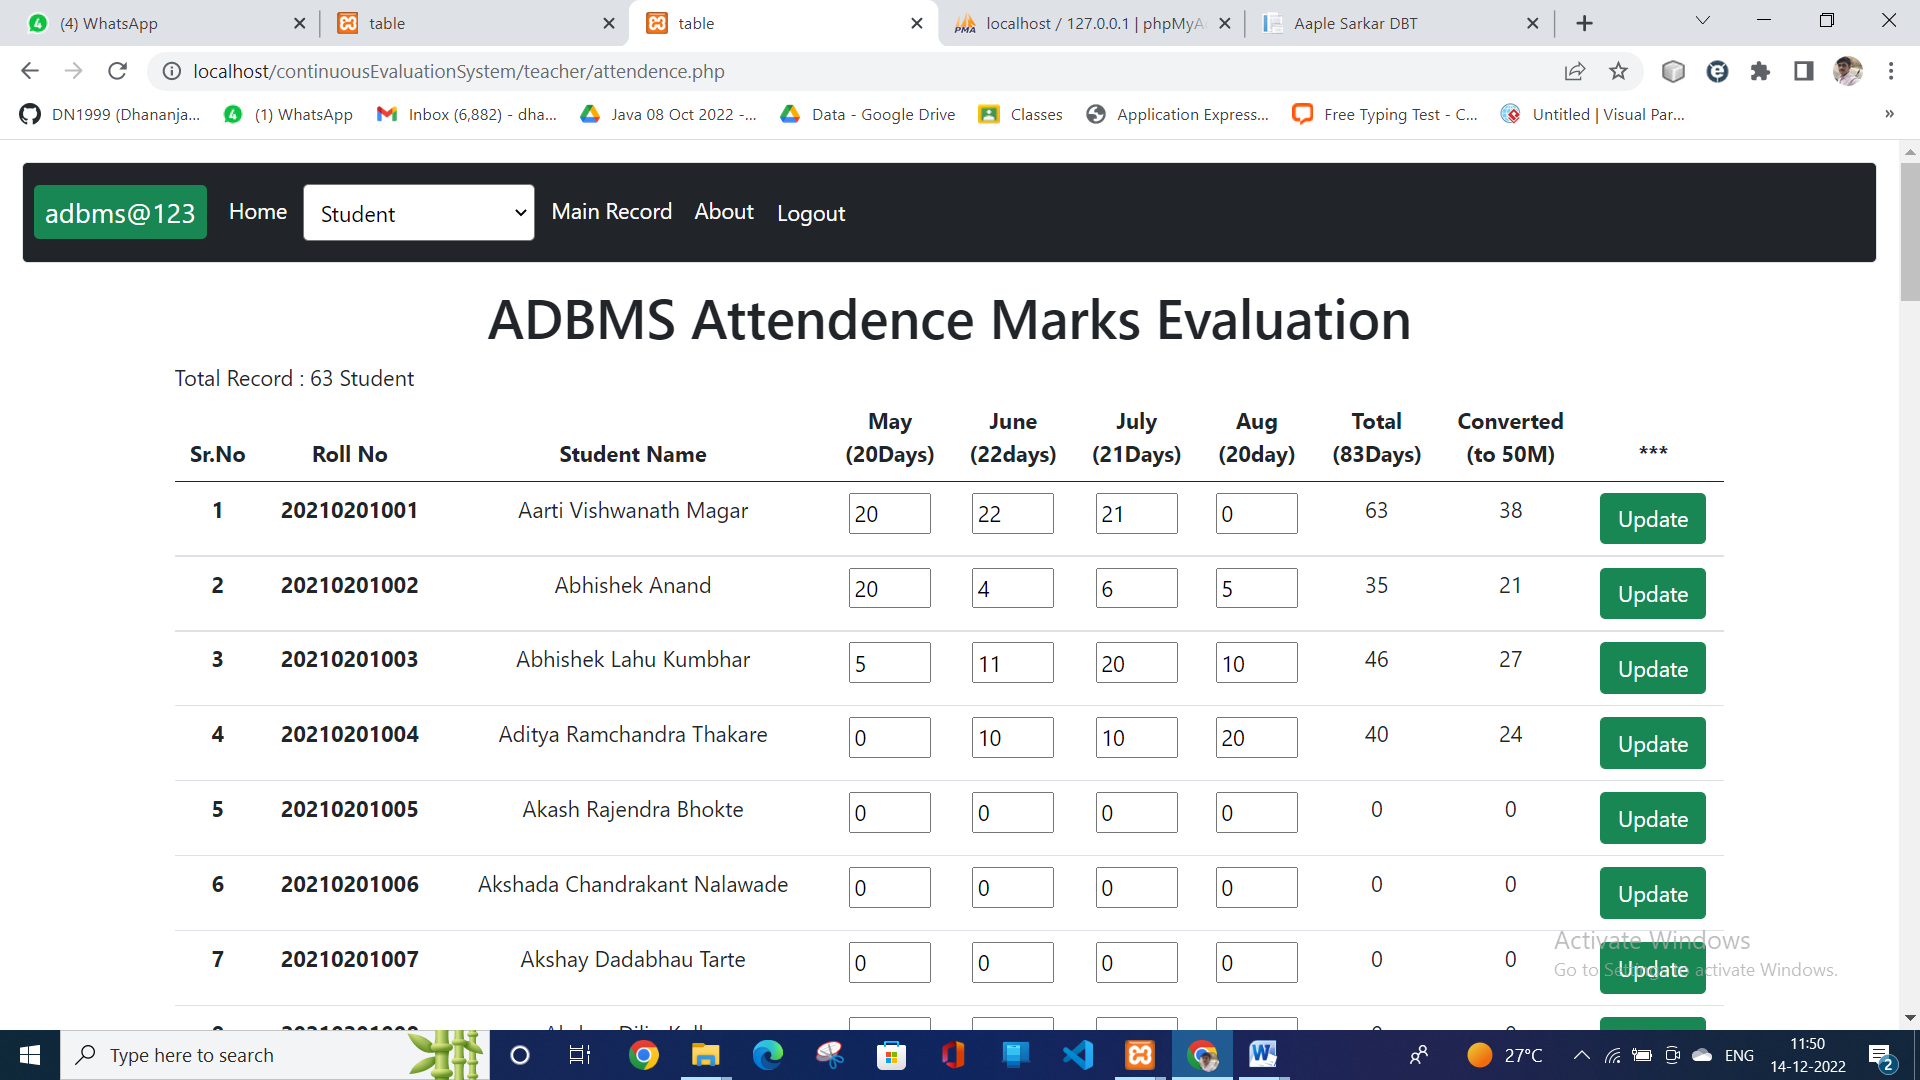 (4) WhatsApp
table
table
localhost / 127.0.0.1 | phpMyA
Aaple Sarkar DBT
localhost/continuousEvaluationSystem/teacher/attendence.php
DN1999 (Dhananja...
(1) WhatsApp
Inbox (6,882) - dha...
Java 08 Oct 2022 -...
Data - Google Drive
Classes
Application Express...
Free Typing Test - C...
Untitled | Visual Par...
»
adbms@123 Home Student Main Record About Logout
ADBMS Attendence Marks Evaluation
Total Record : 63 Student
Sr.No Roll No Student Name May (20Days) June (22days) July (21Days) Aug (20day) Total (83Days) Converted (to 50M) ***
1 20210201001 Aarti Vishwanath Magar 20 22 21 0 63 38 Update
2 20210201002 Abhishek Anand 20 4 6 5 35 21 Update
3 20210201003 Abhishek Lahu Kumbhar 5 11 20 10 46 27 Update
4 20210201004 Aditya Ramchandra Thakare 0 10 10 20 40 24 Update
5 20210201005 Akash Rajendra Bhokte 0 0 0 0 0 0 Update
6 20210201006 Akshada Chandrakant Nalawade 0 0 0 0 0 0 Update
7 20210201007 Akshay Dadabhau Tarte 0 0 0 0 0 0 Update
Activate Windows
Go to Settings to activate Windows.
Type here to search
27°C
ENG
11:50
14-12-2022
2